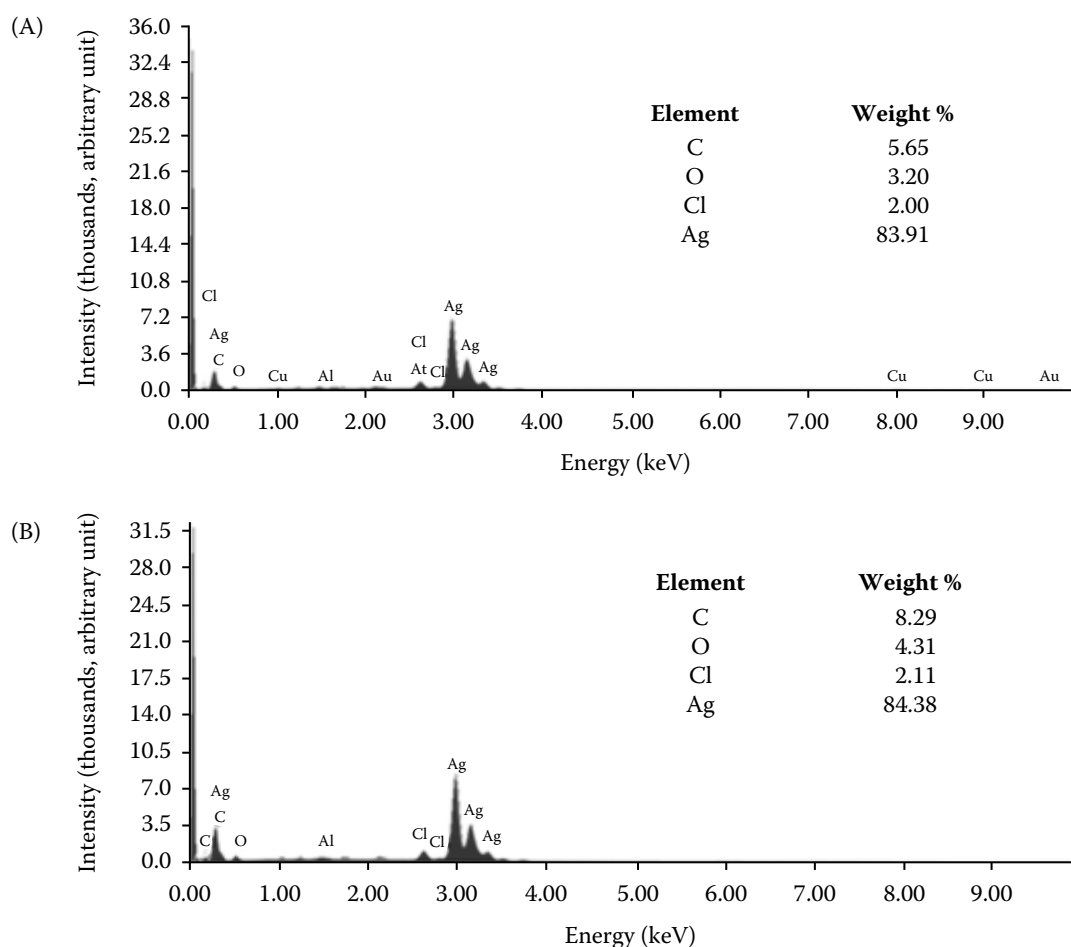 (A)
Intensity (thousands, arbitrary unit)
36.0
32.4
28.8
25.2
21.6
18.0
14.4
10.8
7.2
3.6
0.0
Element Weight %
C 5.65
O 3.20
Cl 2.00
Ag 83.91
Cl
Ag
C
O
Cu
Al
Au
Cl
At
Cl
Ag
Ag
Ag
Cu
Cu
Au
0.00 1.00 2.00 3.00 4.00 5.00 6.00 7.00 8.00 9.00
Energy (keV)
(B)
Intensity (thousands, arbitrary unit)
31.5
28.0
24.5
21.0
17.5
14.0
10.5
7.0
3.5
0.0
Element Weight %
C 8.29
O 4.31
Cl 2.11
Ag 84.38
Ag
C
C
O
Al
Cl
Cl
Ag
Ag
Ag
0.00 1.00 2.00 3.00 4.00 5.00 6.00 7.00 8.00 9.00
Energy (keV)